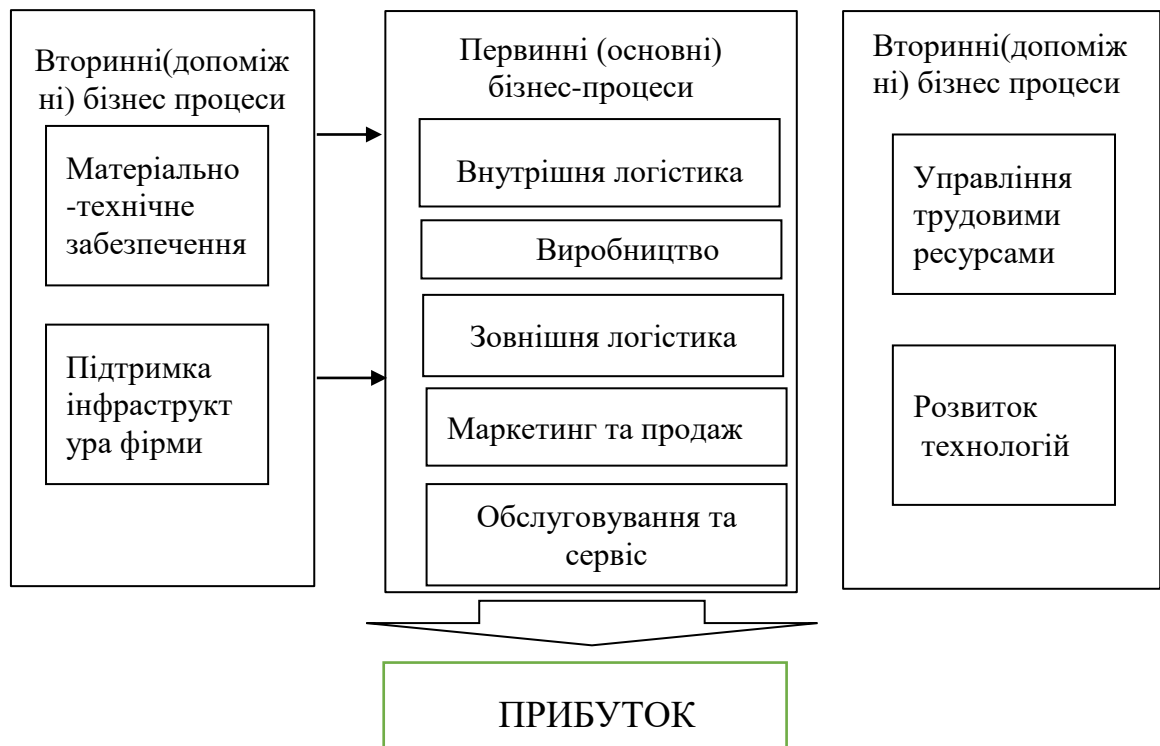 Вторинні(допоміж
ні) бізнес процеси
Матеріально
-технічне
забезпечення
Підтримка
інфраструкт
ура фірми
Первинні (основні)
бізнес-процеси
Внутрішня логістика
Виробництво
Зовнішня логістика
Маркетинг та продаж
Обслуговування та
сервіс
Вторинні(допоміж
ні) бізнес процеси
Управління
трудовими
ресурсами
Розвиток
технологій
ПРИБУТОК